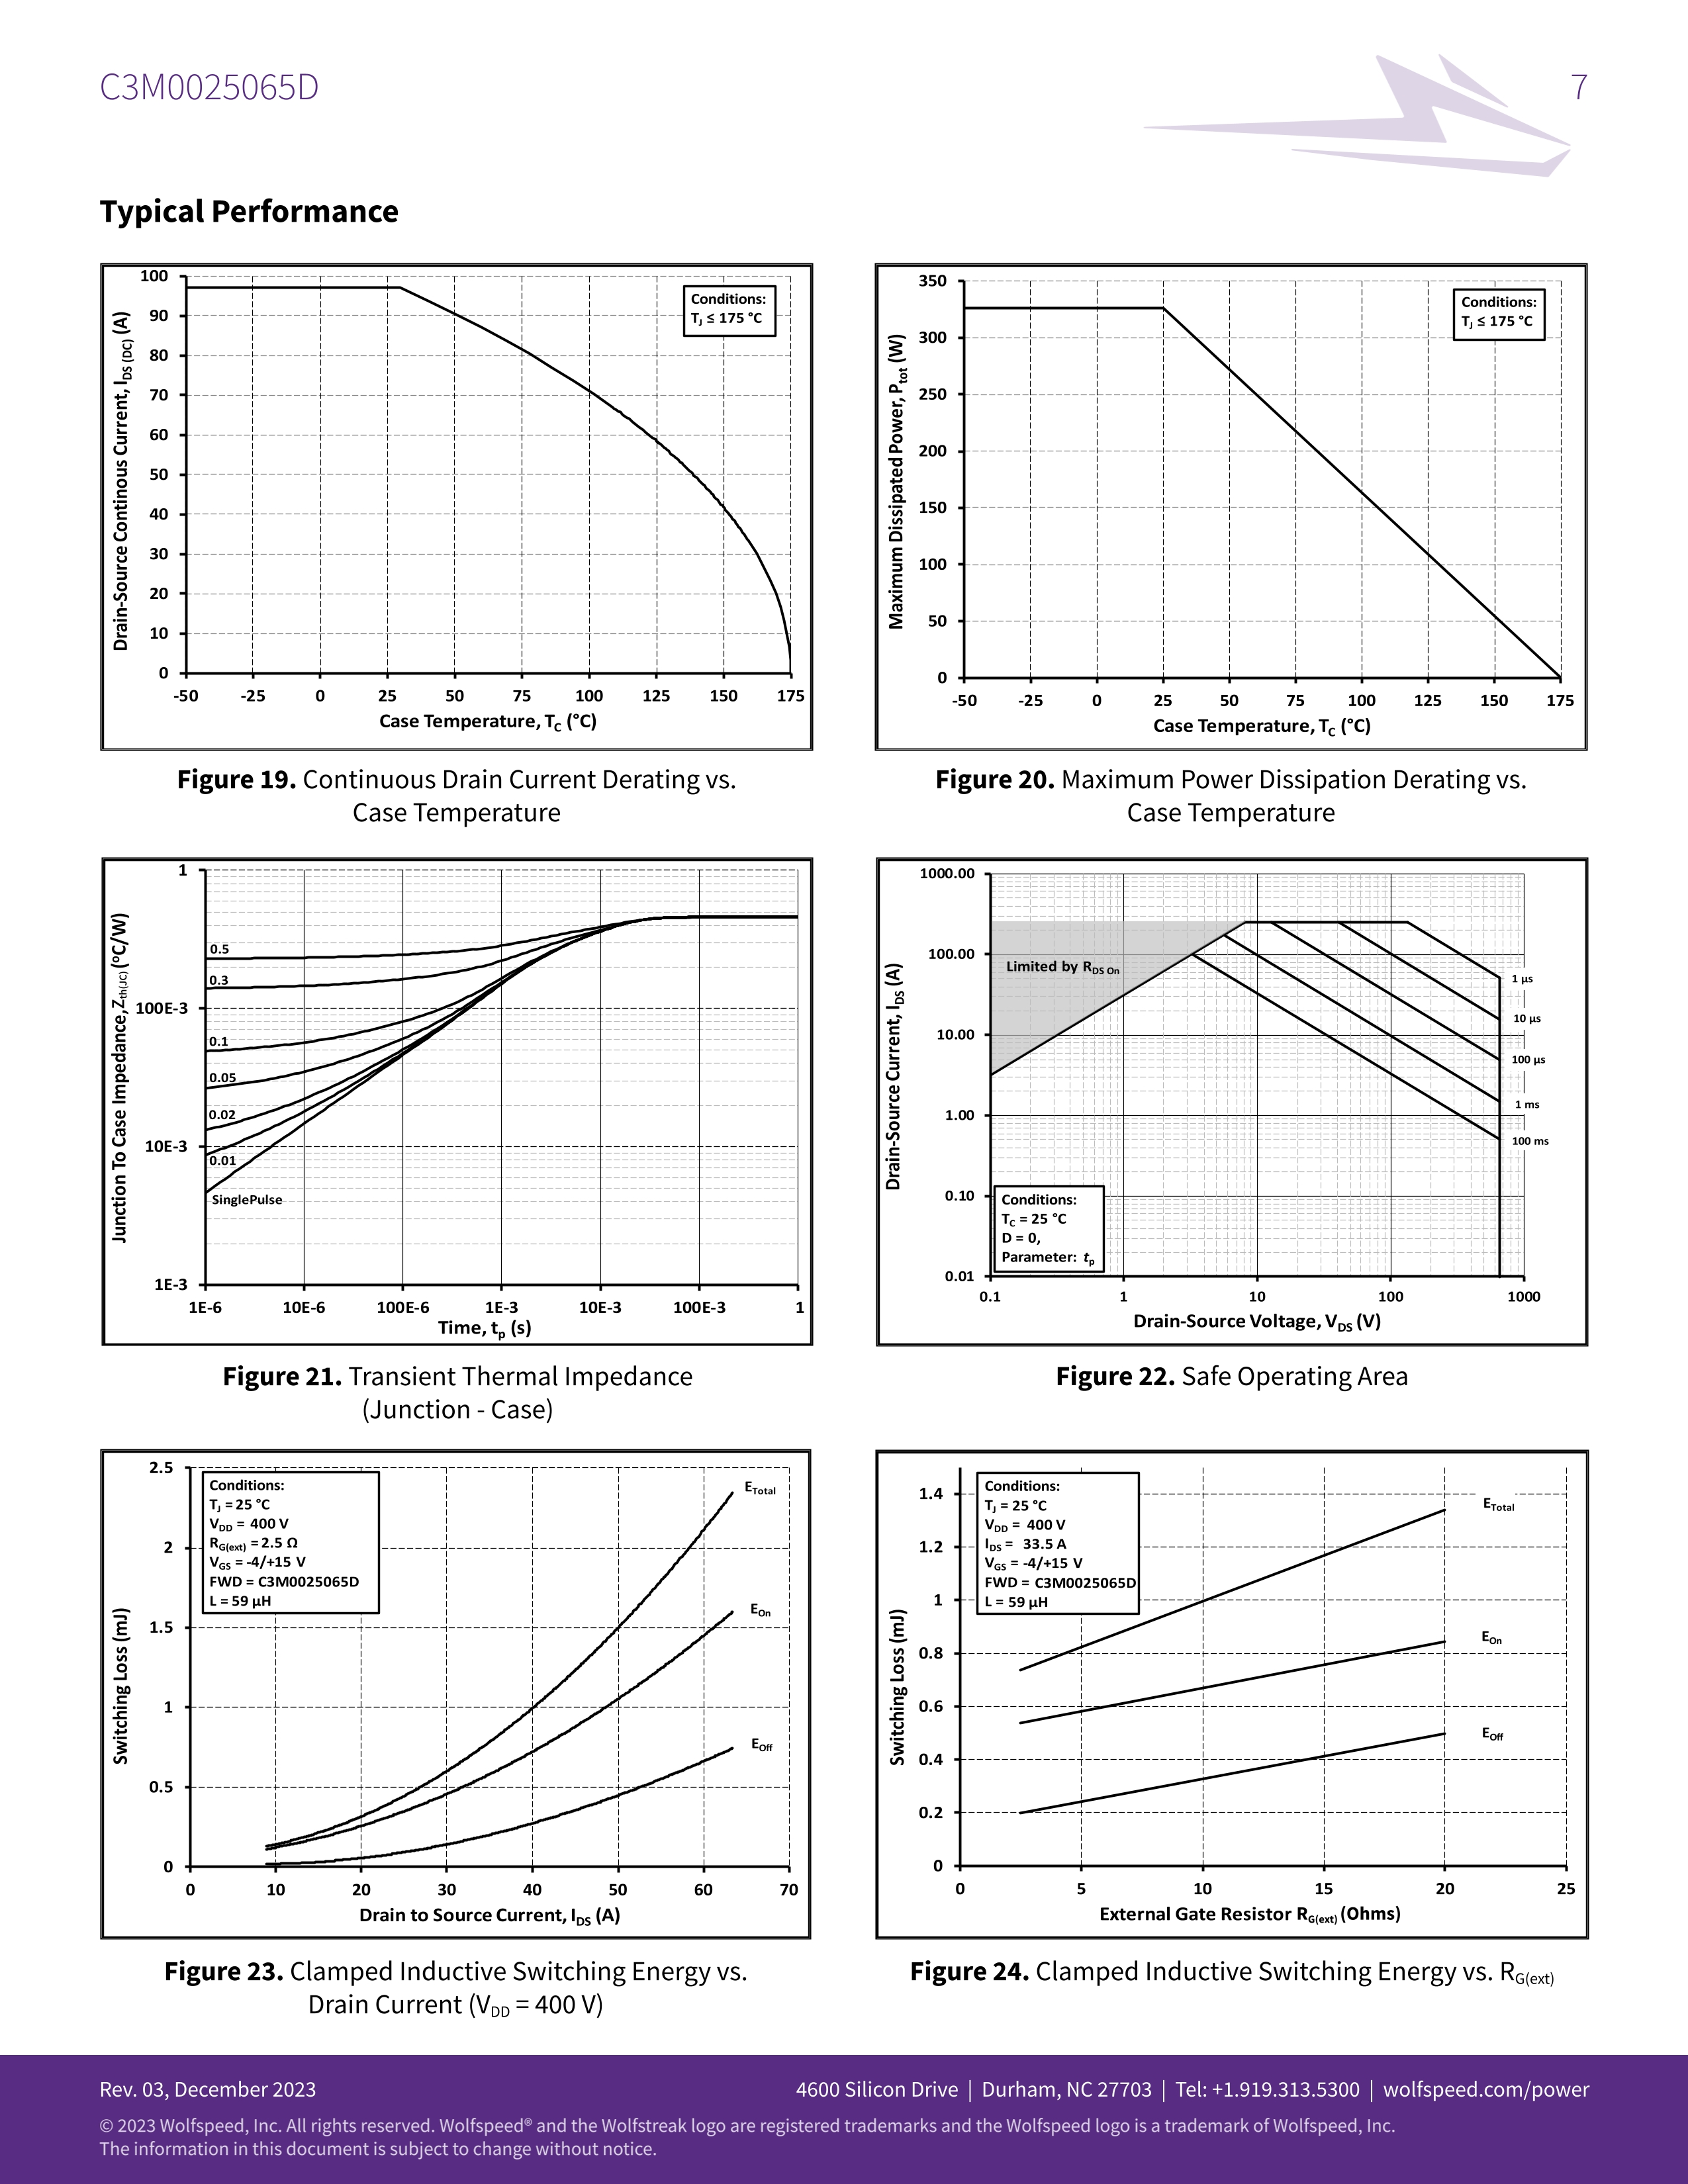 C3M0025065D
7
Typical Performance
Drain-Source Continous Current, IDS (DC) (A)
100
90
80
70
60
50
40
30
20
10
0
Conditions:
TJ ≤ 175 °C
-50 -25 0 25 50 75 100 125 150 175
Case Temperature, TC (°C)
Figure 19. Continuous Drain Current Derating vs.
Case Temperature
Maximum Dissipated Power, Ptot (W)
350
300
250
200
150
100
50
0
Conditions:
TJ ≤ 175 °C
-50 -25 0 25 50 75 100 125 150 175
Case Temperature, TC (°C)
Figure 20. Maximum Power Dissipation Derating vs.
Case Temperature
Junction To Case Impedance, Zth(JC) (ºC/W)
1
100E-3
10E-3
1E-3
0.5
0.3
0.1
0.05
0.02
0.01
SinglePulse
1E-6 10E-6 100E-6 1E-3 10E-3 100E-3 1
Time, tp (s)
Figure 21. Transient Thermal Impedance
(Junction - Case)
Drain-Source Current, IDS (A)
1000.00
100.00
10.00
1.00
0.10
0.01
Limited by RDS On
1 µs
10 µs
100 µs
1 ms
100 ms
Conditions:
TC = 25 °C
D = 0,
Parameter: tp
0.1 1 10 100 1000
Drain-Source Voltage, VDS (V)
Figure 22. Safe Operating Area
Switching Loss (mJ)
2.5
2
1.5
1
0.5
0
Conditions:
TJ = 25 °C
VDD = 400 V
RG(ext) = 2.5 Ω
VGS = -4/+15 V
FWD = C3M0025065D
L = 59 µH
ETotal
EOn
EOff
0 10 20 30 40 50 60 70
Drain to Source Current, IDS (A)
Figure 23. Clamped Inductive Switching Energy vs.
Drain Current (VDD = 400 V)
Switching Loss (mJ)
1.4
1.2
1
0.8
0.6
0.4
0.2
0
Conditions:
TJ = 25 °C
VDD = 400 V
IDS = 33.5 A
VGS = -4/+15 V
FWD = C3M0025065D
L = 59 µH
ETotal
EOn
EOff
0 5 10 15 20 25
External Gate Resistor RG(ext) (Ohms)
Figure 24. Clamped Inductive Switching Energy vs. RG(ext)
Rev. 03, December 2023
4600 Silicon Drive | Durham, NC 27703 | Tel: +1.919.313.5300 | wolfspeed.com/power
© 2023 Wolfspeed, Inc. All rights reserved. Wolfspeed® and the Wolfstreak logo are registered trademarks and the Wolfspeed logo is a trademark of Wolfspeed, Inc.
The information in this document is subject to change without notice.